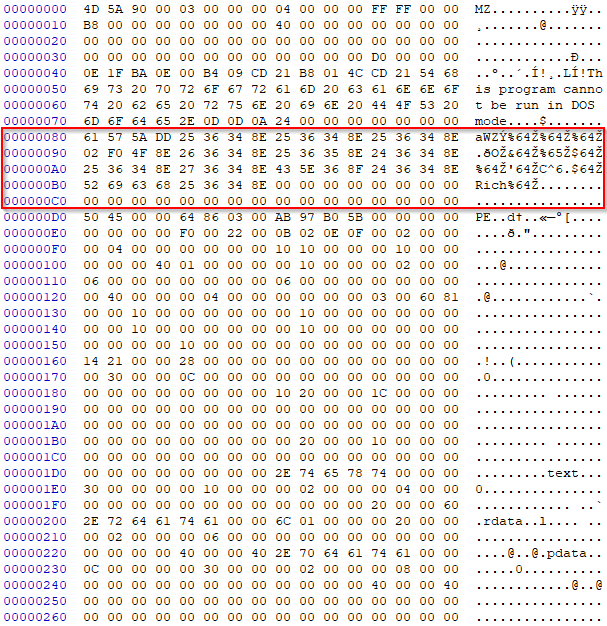 00000000 4D 5A 90 00 03 00 00 00 04 00 00 00 FF FF 00 00 MZ..........ÿÿ..
00000010 B8 00 00 00 00 00 00 00 40 00 00 00 00 00 00 00 ¸.......@.......
00000020 00 00 00 00 00 00 00 00 00 00 00 00 00 00 00 00 ................
00000030 00 00 00 00 00 00 00 00 00 00 00 00 D0 00 00 00 ............Ð...
00000040 0E 1F BA 0E 00 B4 09 CD 21 B8 01 4C CD 21 54 68 ..º..´.Í!¸.LÍ!Th
00000050 69 73 20 70 72 6F 67 72 61 6D 20 63 61 6E 6E 6F is program canno
00000060 74 20 62 65 20 72 75 6E 20 69 6E 20 44 4F 53 20 t be run in DOS
00000070 6D 6F 64 65 2E 0D 0D 0A 24 00 00 00 00 00 00 00 mode....$.......
00000080 61 57 5A DD 25 36 34 8E 25 36 34 8E 25 36 34 8E aWZÝ%64Ž%64Ž%64Ž
00000090 02 F0 4F 8E 26 36 34 8E 25 36 35 8E 24 36 34 8E .ðOŽ&64Ž%65Ž$64Ž
000000A0 25 36 34 8E 27 36 34 8E 43 5E 36 8F 24 36 34 8E %64Ž'64ŽC^6.$64Ž
000000B0 52 69 63 68 25 36 34 8E 00 00 00 00 00 00 00 00 Rich%64Ž........
000000C0 00 00 00 00 00 00 00 00 00 00 00 00 00 00 00 00 ................
000000D0 50 45 00 00 64 86 03 00 AB 97 B0 5B 00 00 00 00 PE..d†..«—°[....
000000E0 00 00 00 00 F0 00 22 00 0B 02 0E 0F 00 02 00 00 ....ð.".........
000000F0 00 04 00 00 00 00 00 00 10 10 00 00 00 10 00 00 ................
00000100 00 00 00 40 01 00 00 00 00 10 00 00 00 02 00 00 ...@............
00000110 06 00 00 00 00 00 00 00 06 00 00 00 00 00 00 00 ................
00000120 00 40 00 00 00 04 00 00 00 00 00 00 03 00 60 81 .@............`.
00000130 00 00 10 00 00 00 00 00 00 10 00 00 00 00 00 00 ................
00000140 00 00 10 00 00 00 00 00 00 10 00 00 00 00 00 00 ................
00000150 00 00 00 00 10 00 00 00 00 00 00 00 00 00 00 00 ................
00000160 14 21 00 00 28 00 00 00 00 00 00 00 00 00 00 00 .!..(...........
00000170 00 30 00 00 0C 00 00 00 00 00 00 00 00 00 00 00 .0..............
00000180 00 00 00 00 00 00 00 00 10 20 00 00 1C 00 00 00 ......... ......
00000190 00 00 00 00 00 00 00 00 00 00 00 00 00 00 00 00 ................
000001A0 00 00 00 00 00 00 00 00 00 00 00 00 00 00 00 00 ................
000001B0 00 00 00 00 00 00 00 00 00 20 00 00 10 00 00 00 ......... ......
000001C0 00 00 00 00 00 00 00 00 00 00 00 00 00 00 00 00 ................
000001D0 00 00 00 00 00 00 00 00 2E 74 65 78 74 00 00 00 .........text...
000001E0 30 00 00 00 00 10 00 00 00 02 00 00 00 04 00 00 0...............
000001F0 00 00 00 00 00 00 00 00 00 00 00 00 20 00 00 60 ............ ..`
00000200 2E 72 64 61 74 61 00 00 6C 01 00 00 00 20 00 00 .rdata..l.... ..
00000210 00 02 00 00 00 06 00 00 00 00 00 00 00 00 00 00 ................
00000220 00 00 00 00 40 00 00 40 2E 70 64 61 74 61 00 00 ....@..@.pdata..
00000230 0C 00 00 00 00 30 00 00 00 02 00 00 00 08 00 00 .....0..........
00000240 00 00 00 00 00 00 00 00 00 00 00 00 40 00 00 40 ............@..@
00000250 00 00 00 00 00 00 00 00 00 00 00 00 00 00 00 00 ................
00000260 00 00 00 00 00 00 00 00 00 00 00 00 00 00 00 00 ................